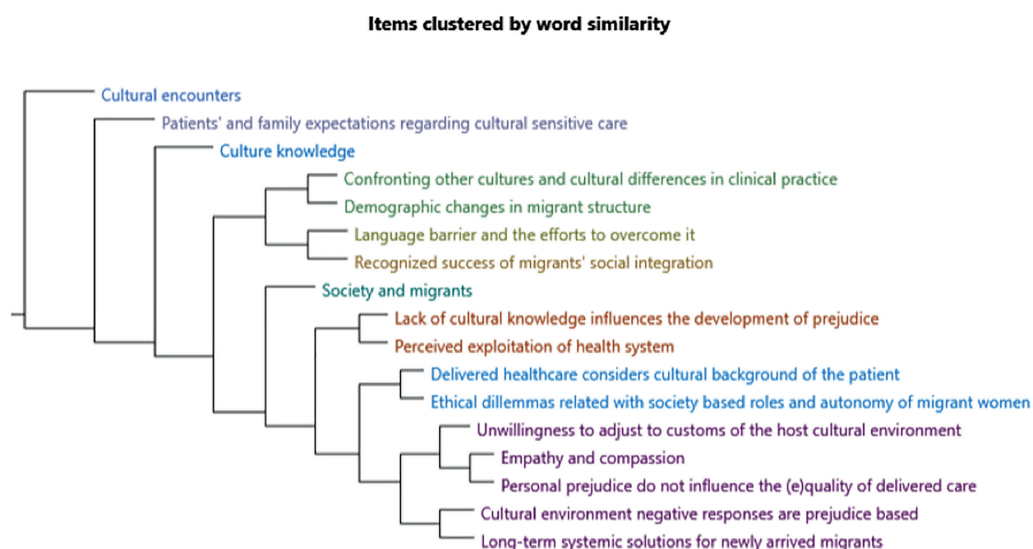 Items clustered by word similarity
Cultural encounters
Patients' and family expectations regarding cultural sensitive care
Culture knowledge
Confronting other cultures and cultural differences in clinical practice
Demographic changes in migrant structure
Language barrier and the efforts to overcome it
Recognized success of migrants' social integration
Society and migrants
Lack of cultural knowledge influences the development of prejudice
Perceived exploitation of health system
Delivered healthcare considers cultural background of the patient
Ethical dillemmas related with society based roles and autonomy of migrant women
Unwillingness to adjust to customs of the host cultural environment
Empathy and compassion
Personal prejudice do not influence the (e)quality of delivered care
Cultural environment negative responses are prejudice based
Long-term systemic solutions for newly arrived migrants